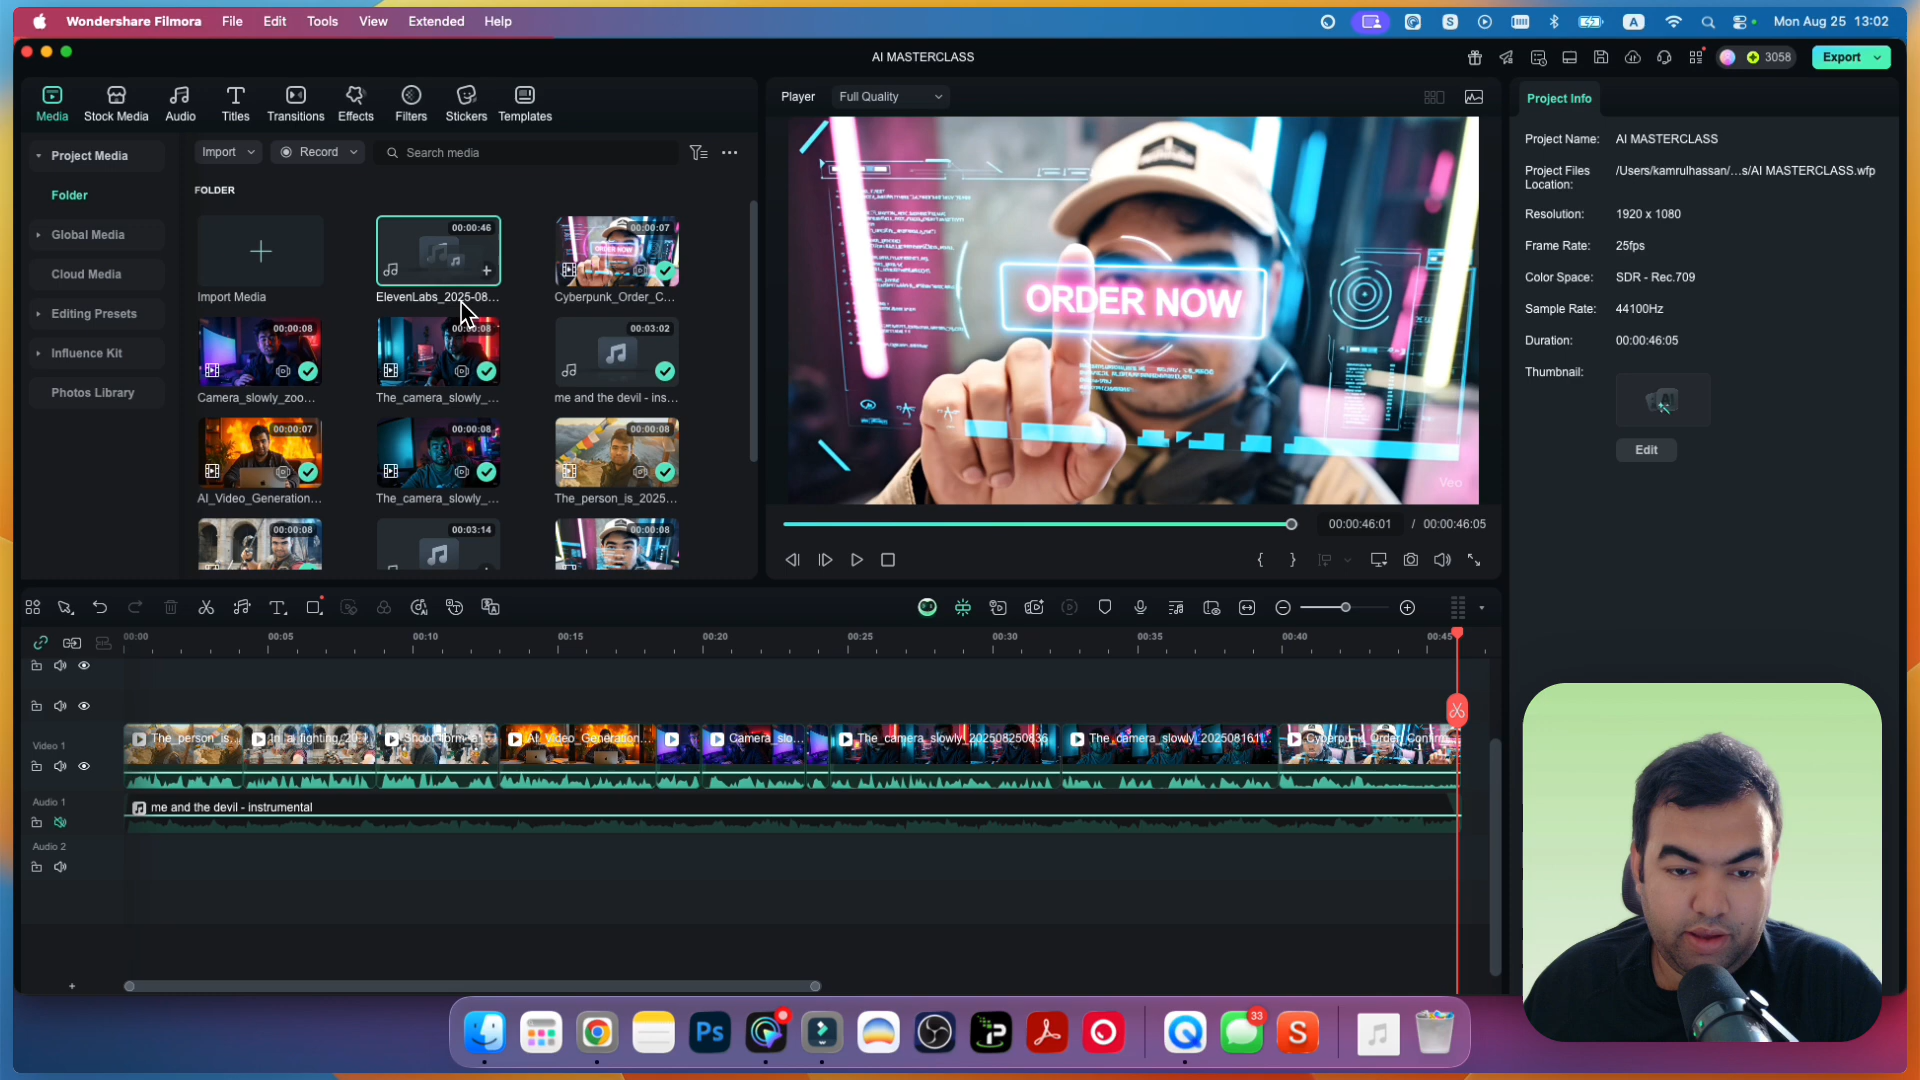 Wondershare Filmora File Edit Tools View Extended Help
S A Mon Aug 25 13:02
AI MASTERCLASS
3058 Export
Media Stock Media Audio Titles Transitions Effects Filters Stickers Templates
Player Full Quality
Project Info
Project Media
Folder
Global Media
Cloud Media
Editing Presets
Influence Kit
Photos Library
Import Record Search media
FOLDER
00:00:46 00:00:07
Import Media ElevenLabs_2025-08... Cyberpunk_Order_C...
00:00:08 00:00:08 00:03:02
Camera_slowly_zoo... The_camera_slowly_... me and the devil - ins...
00:00:07 00:00:08 00:00:08
AI_Video_Generation... The_camera_slowly_... The_person_is_2025...
00:00:08 00:03:14 00:00:08
ORDER NOW
Veo
00:00:46:01 / 00:00:46:05
Project Name: AI MASTERCLASS
Project Files Location: /Users/kamrulhassan/...s/AI MASTERCLASS.wfp
Resolution: 1920 x 1080
Frame Rate: 25fps
Color Space: SDR - Rec.709
Sample Rate: 44100Hz
Duration: 00:00:46:05
Thumbnail:
Edit
00:00 00:05 00:10 00:15 00:20 00:25 00:30 00:35 00:40 00:45
Video 1
The_person_is... AI_Video_Generation... Camera_slo... The_camera_slowly_202508250636 The_camera_slowly_2025081611...
Audio 1
me and the devil - instrumental
Audio 2
Ps 33 S